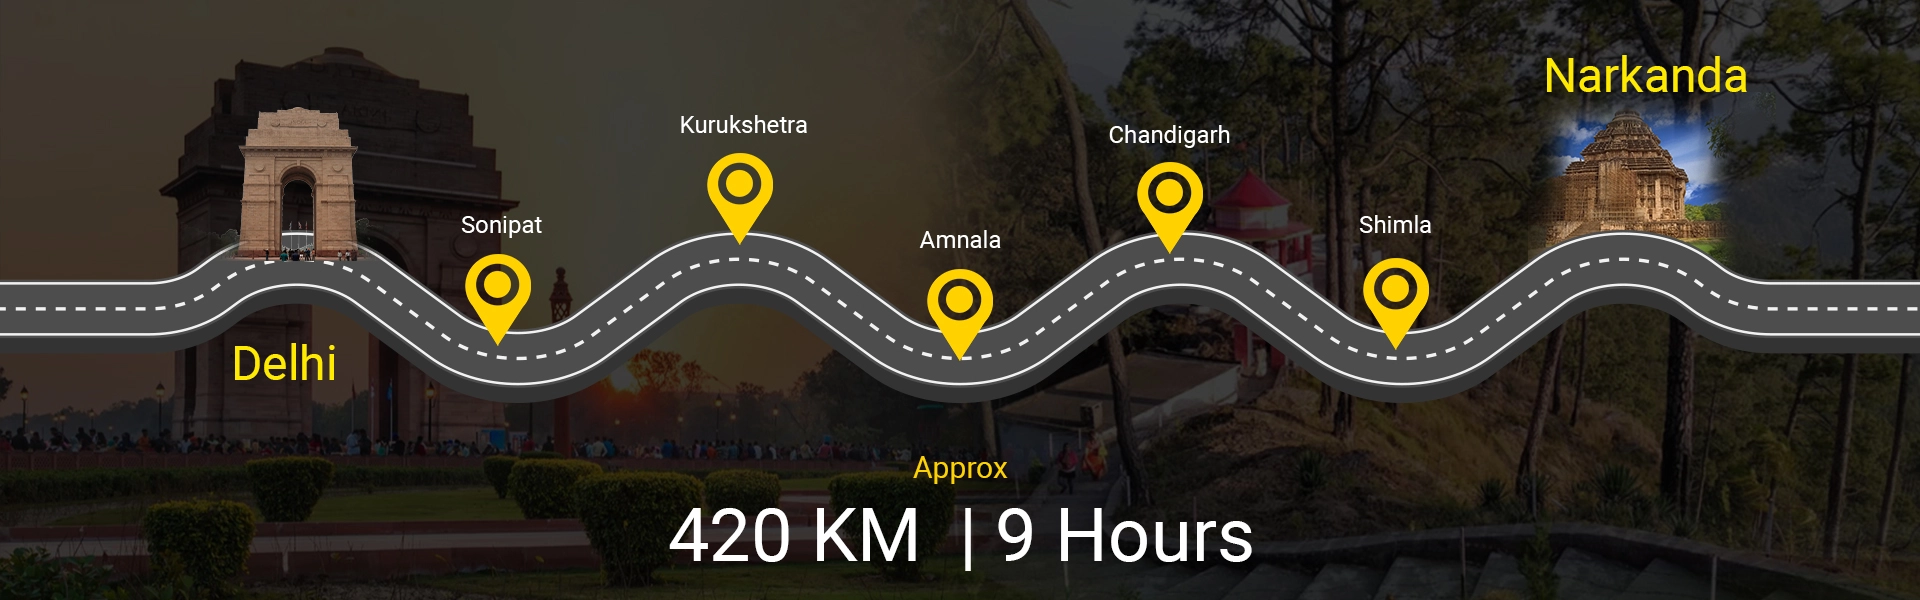 Narkanda
Kurukshetra
Chandigarh
Sonipat
Amnala
Shimla
Delhi
Approx
420 KM | 9 Hours